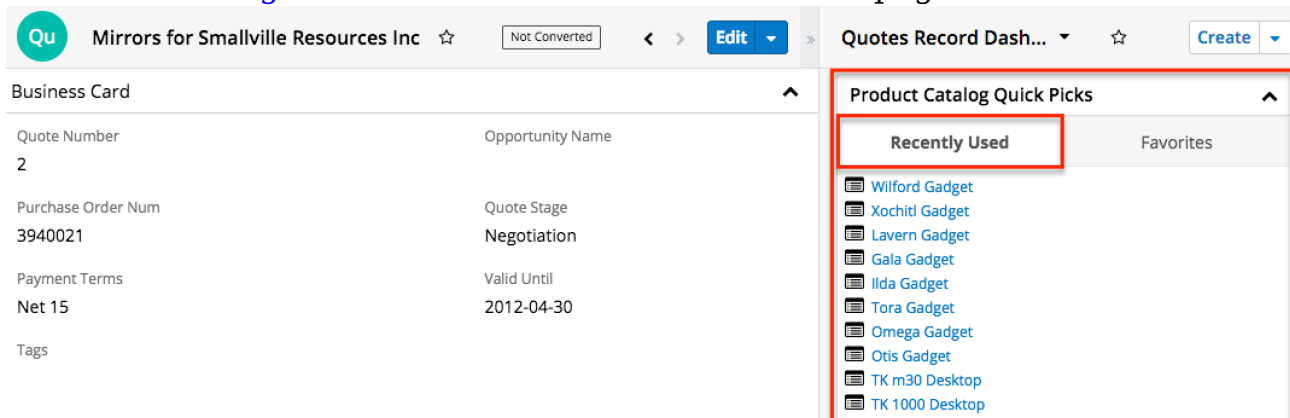 Qu Mirrors for Smallville Resources Inc Not Converted Edit
Business Card
Quote Number Opportunity Name
2
Purchase Order Num Quote Stage
3940021 Negotiation
Payment Terms Valid Until
Net 15 2012-04-30
Tags
Quotes Record Dash... Create
Product Catalog Quick Picks
Recently Used Favorites
Wilford Gadget
Xochitl Gadget
Lavern Gadget
Gala Gadget
Ilda Gadget
Tora Gadget
Omega Gadget
Otis Gadget
TK m30 Desktop
TK 1000 Desktop